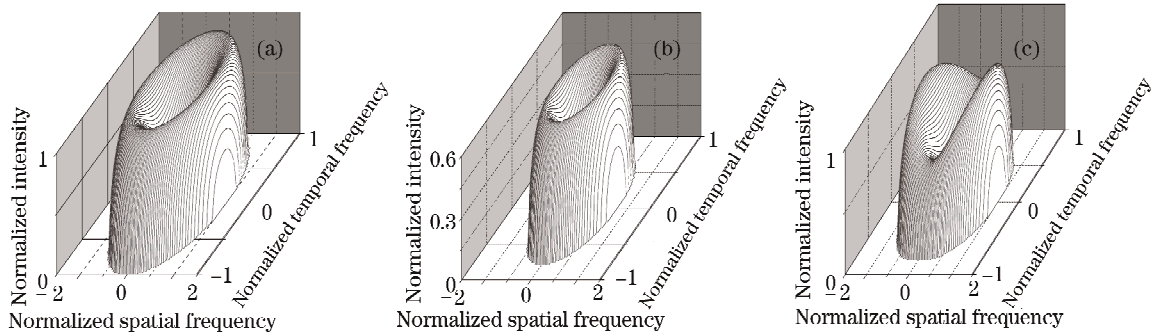 (a)
Normalized intensity
1
0
−2
0
2
−1
0
1
Normalized temporal frequency
Normalized spatial frequency
(b)
Normalized intensity
0.6
0.3
0
−2
0
2
−1
0
1
Normalized temporal frequency
Normalized spatial frequency
(c)
Normalized intensity
1
0
−2
0
2
−1
0
1
Normalized temporal frequency
Normalized spatial frequency